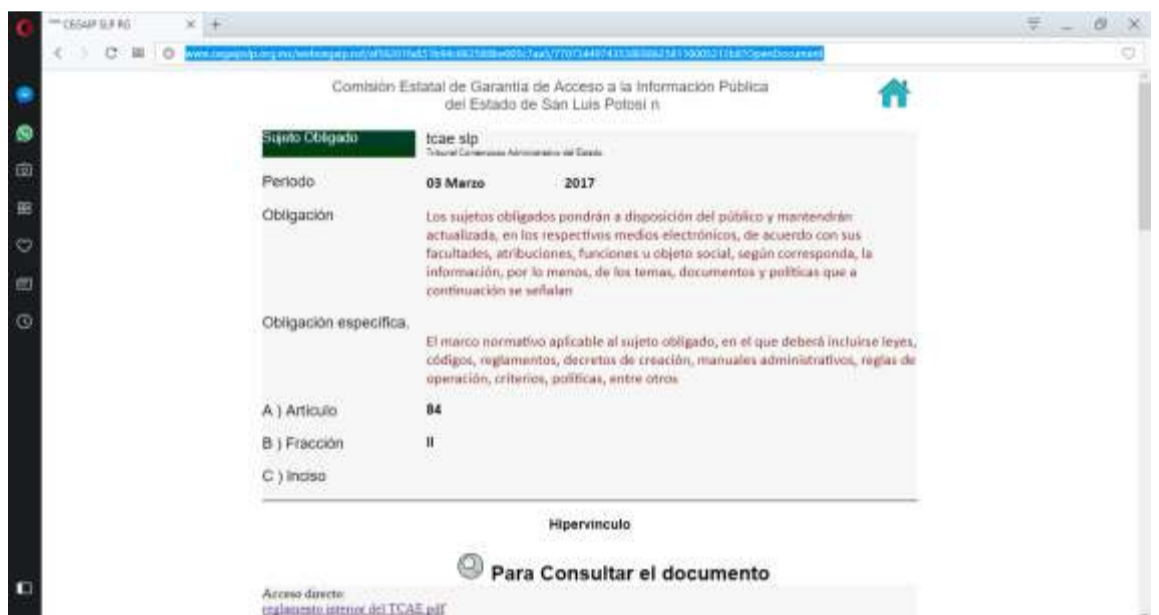 CEGAIP SLP RG
Comisión Estatal de Garantía de Acceso a la Información Pública
del Estado de San Luis Potosí n
Sujeto Obligado
tcae slp
Tribunal Contencioso Administrativo del Estado
Periodo
03 Marzo 2017
Obligación
Los sujetos obligados pondrán a disposición del público y mantendrán
actualizada, en los respectivos medios electrónicos, de acuerdo con sus
facultades, atribuciones, funciones u objeto social, según corresponda, la
información, por lo menos, de los temas, documentos y políticas que a
continuación se señalan
Obligación específica.
El marco normativo aplicable al sujeto obligado, en el que deberá incluirse leyes,
códigos, reglamentos, decretos de creación, manuales administrativos, reglas de
operación, criterios, políticas, entre otros
A ) Artículo 84
B ) Fracción II
C ) Inciso
Hipervínculo
Para Consultar el documento
Acceso directo:
reglamento interior del TCAE.pdf